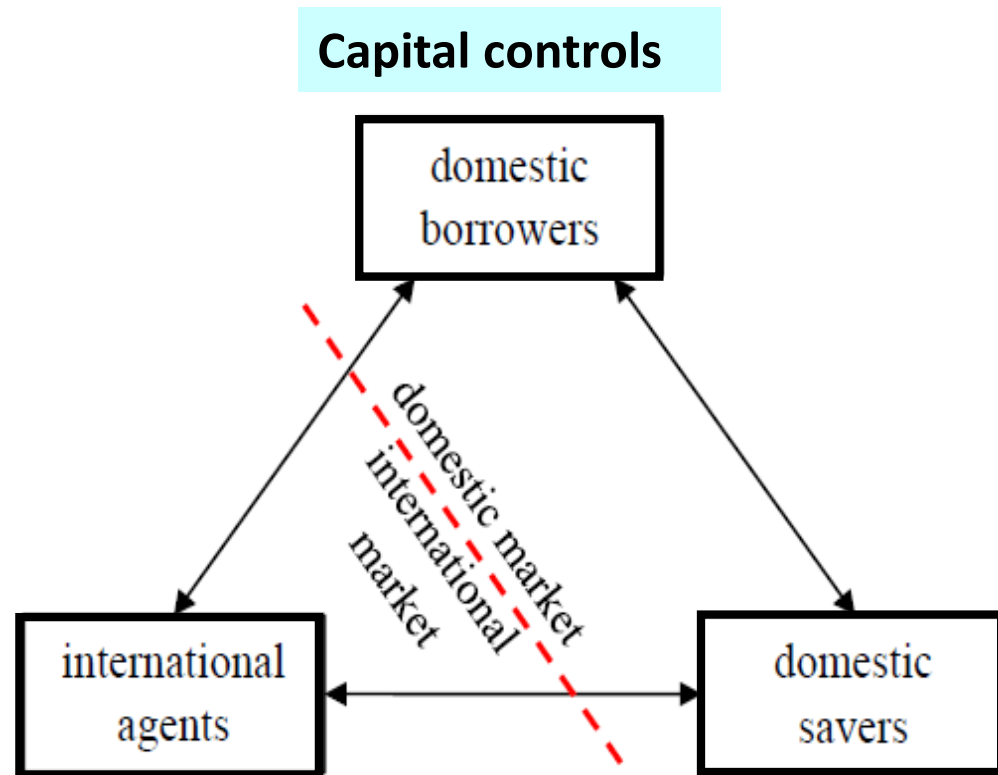 Capital controls
domestic
borrowers
domestic market
international
market
international
agents
domestic
savers